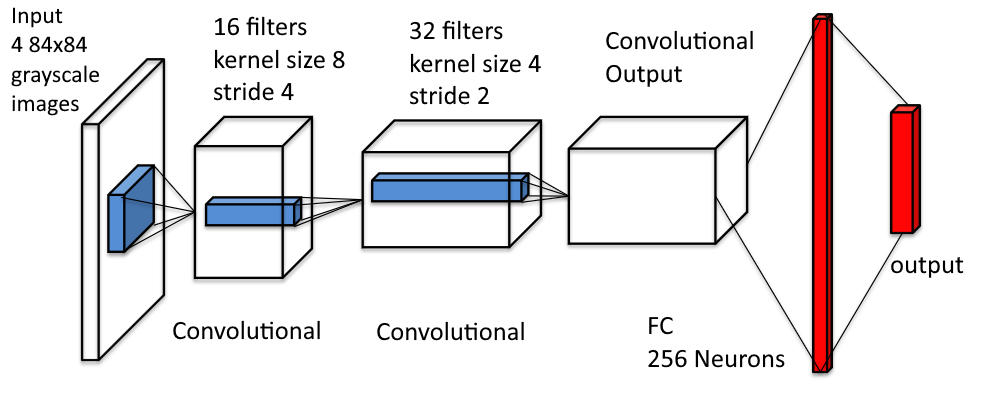 Input
4 84x84
grayscale
images
16 filters
kernel size 8
stride 4
32 filters
kernel size 4
stride 2
Convolutional
Output
Convolutional
Convolutional
FC
256 Neurons
output